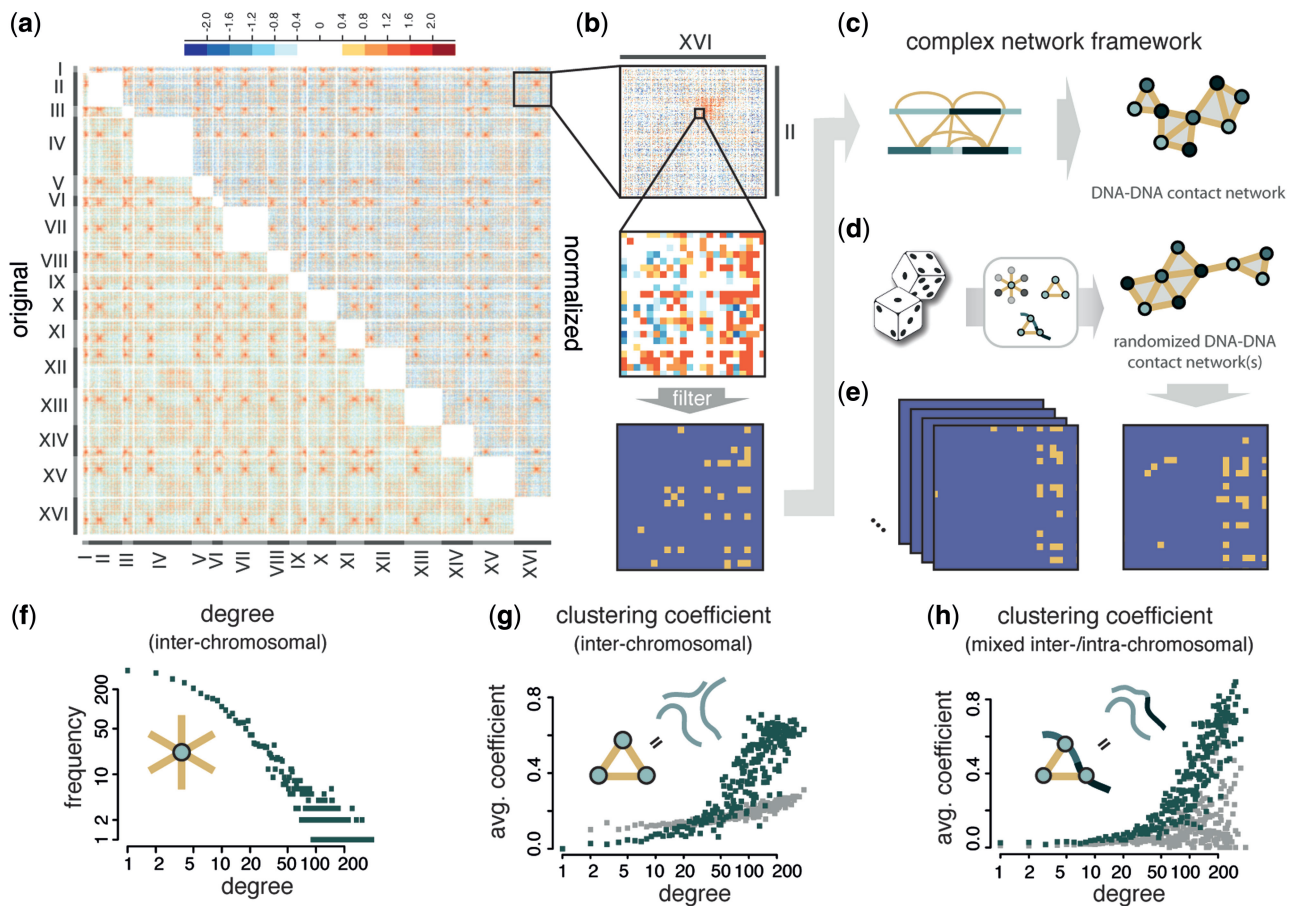 (a)
-2.0
-1.6
-1.2
-0.8
-0.4
0
0.4
0.8
1.2
1.6
2.0
I
II
III
IV
V
VI
VII
VIII
IX
X
XI
XII
XIII
XIV
XV
XVI
original
normalized
I
II
III
IV
V
VI
VII
VIII
IX
X
XI
XII
XIII
XIV
XV
XVI
(b)
XVI
II
filter
(c)
complex network framework
DNA-DNA contact network
(d)
randomized DNA-DNA
contact network(s)
(e)
(f)
degree
(inter-chromosomal)
frequency
200
50
10
2
1
1 2 5 10 20 50 100 200
degree
(g)
clustering coefficient
(inter-chromosomal)
avg. coefficient
0.8
0.4
0.0
=
1 2 5 10 20 50 100 200
degree
(h)
clustering coefficient
(mixed inter-/intra-chromosomal)
avg. coefficient
0.8
0.4
0.0
=
1 2 5 10 20 50 100 200
degree